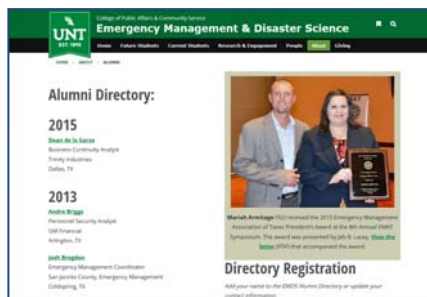 UNT
EST. 1890
College of Public Affairs & Community Service
Emergency Management & Disaster Science
Home Future Students Current Students Research & Engagement People About Giving
HOME / ABOUT / ALUMNI
Alumni Directory:
2015
Dean de la Garza
Business Continuity Analyst
Trinity Industries
Dallas, TX
2013
Andre Briggs
Personnel Security Analyst
GM Financial
Arlington, TX
Josh Bragdon
Emergency Management Coordinator
San Jacinto County, Emergency Management
Coldspring, TX
Mariah Armitage ('02) received the 2015 Emergency Management
Association of Texas President's Award at the 8th Annual EMAT
Symposium. The award was presented by Jeb R. Lacey. View the
letter (PDF) that accompanied the award.
Directory Registration
Add your name to the EMDS Alumni Directory or update your
contact information.